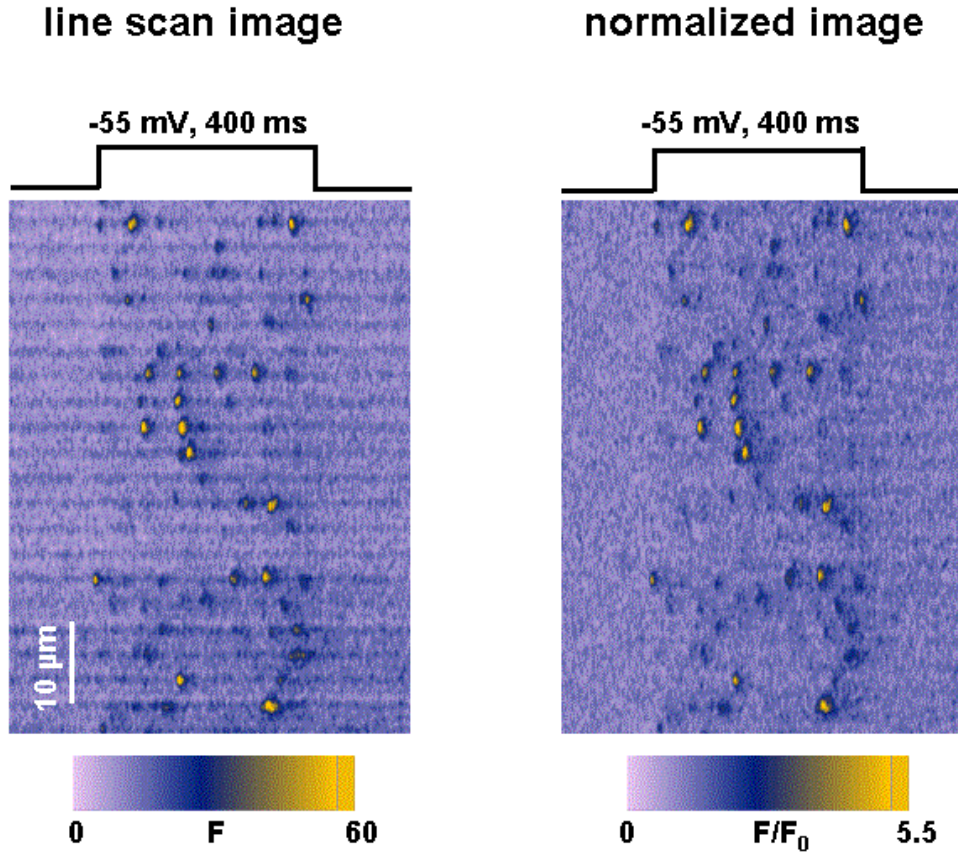 line scan image
normalized image
-55 mV, 400 ms
-55 mV, 400 ms
10 µm
0 F 60
0 F/F₀ 5.5